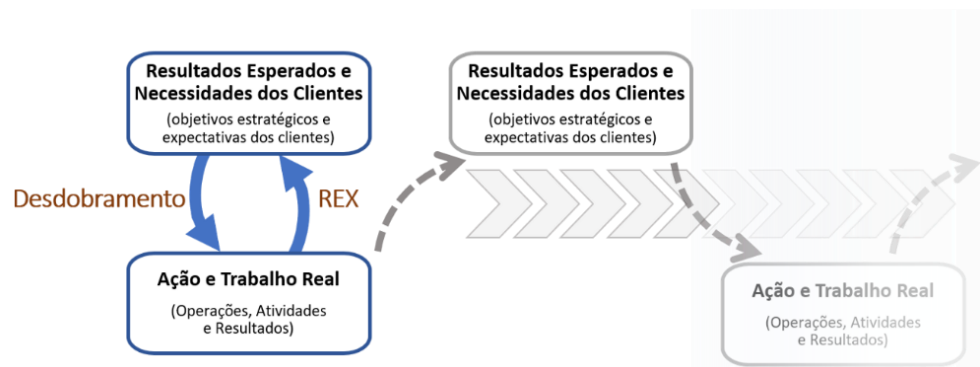 Resultados Esperados e
Necessidades dos Clientes
(objetivos estratégicos e
expectativas dos clientes)
Desdobramento
REX
Ação e Trabalho Real
(Operações, Atividades
e Resultados)
Resultados Esperados e
Necessidades dos Clientes
(objetivos estratégicos e
expectativas dos clientes)
Ação e Trabalho Real
(Operações, Atividades
e Resultados)